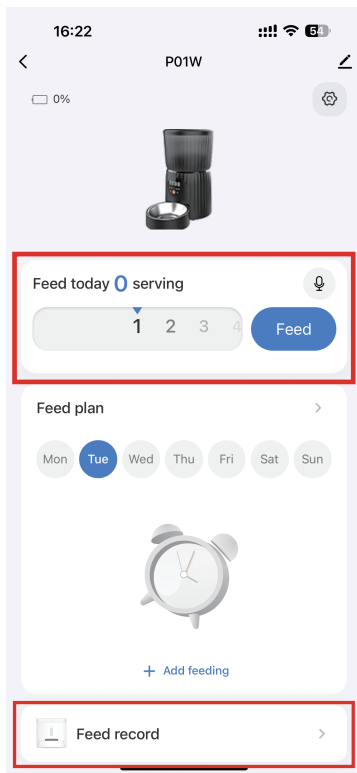 16:22
54
P01W
0%
Feed today 0 serving
1 2 3 4
Feed
Feed plan
Mon Tue Wed Thu Fri Sat Sun
+ Add feeding
Feed record